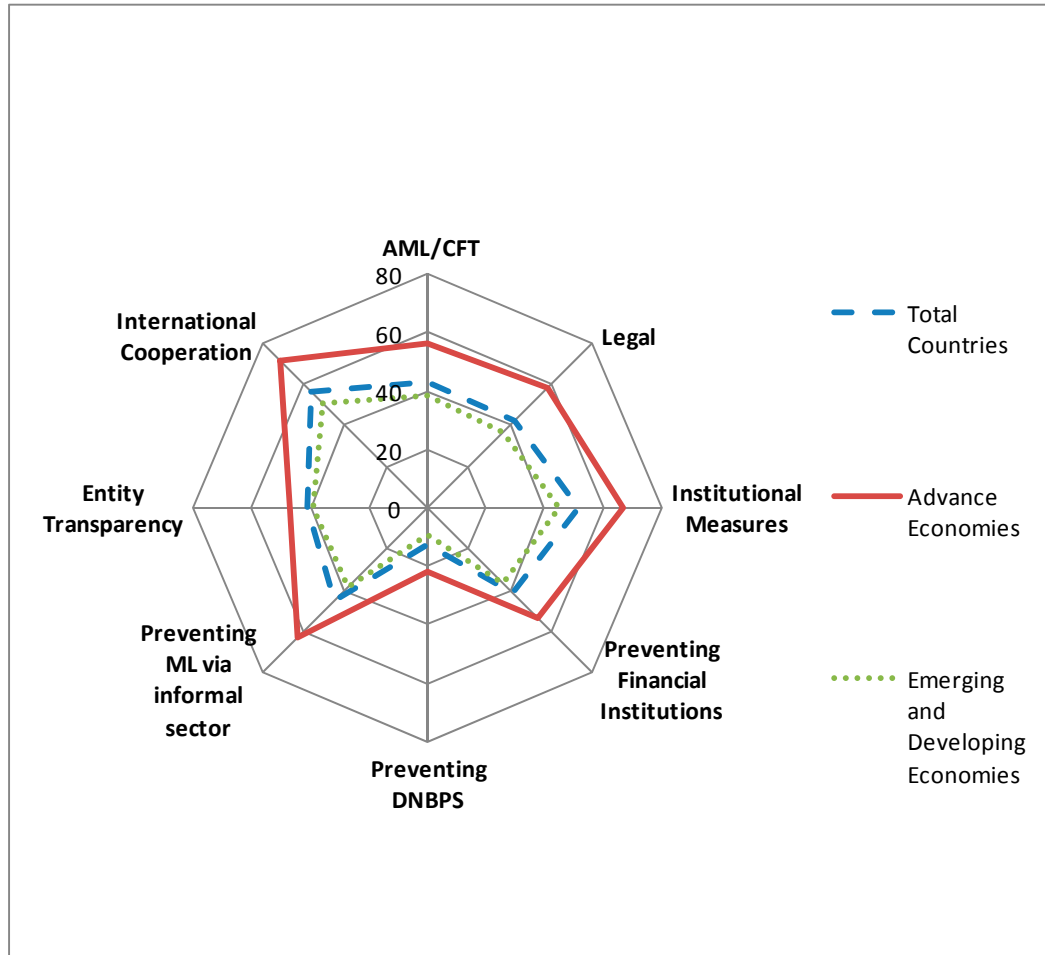 AML/CFT
80
60
40
20
0
Legal
Institutional
Measures
Preventing
Financial
Institutions
Preventing
DNBPS
Preventing
ML via
informal
sector
Entity
Transparency
International
Cooperation
Total
Countries
Advance
Economies
Emerging
and
Developing
Economies